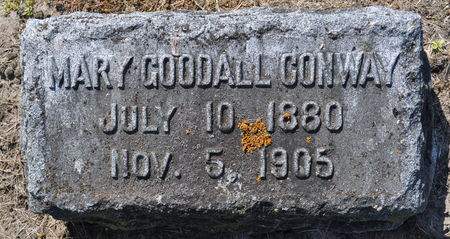 MARY GOODALL CONWAY
JULY 10 1880
NOV. 5, 1905